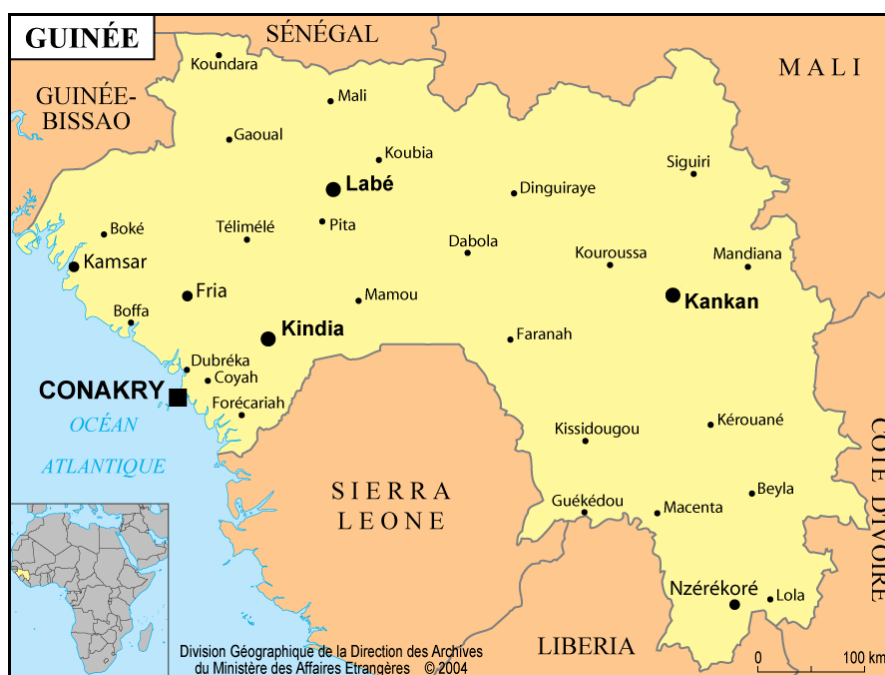 GUINÉE
SÉNÉGAL
MALI
GUINÉE-
BISSAO
Koundara
Mali
Gaoual
Koubia
Labé
Siguiri
Dinguiraye
Pita
Boké
Télimélé
Dabola
Kouroussa
Mandiana
Kamsar
Fria
Mamou
Kankan
Boffa
Kindia
Faranah
Dubréka
Coyah
CONAKRY
Forécariah
OCÉAN
ATLANTIQUE
Kissidougou
Kérouané
CÔTE D'IVOIRE
SIERRA
LEONE
Guékédou
Macenta
Beyla
Nzérékoré
Lola
LIBERIA
Division Géographique de la Direction des Archives
du Ministère des Affaires Etrangères © 2004
0 100 km